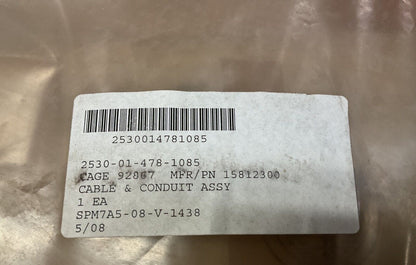 2530014781085
2530-01-478-1085
CAGE 92867 MFR/PN 15812300
CABLE & CONDUIT ASSY
1 EA
SPM7A5-08-V-1438
5/08